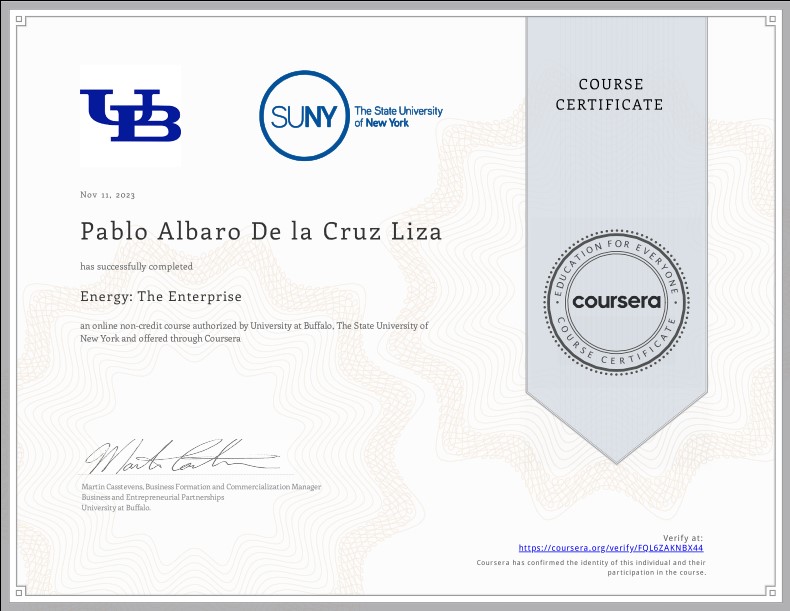 UB
SUNY
The State University
of New York
COURSE
CERTIFICATE
Nov 11, 2023
Pablo Albaro De la Cruz Liza
has successfully completed
Energy: The Enterprise
an online non-credit course authorized by University at Buffalo, The State University of
New York and offered through Coursera
EDUCATION FOR EVERYONE
coursera
COURSE CERTIFICATE
Martin Casstevens, Business Formation and Commercialization Manager
Business and Entrepreneurial Partnerships
University at Buffalo.
Verify at:
https://coursera.org/verify/FQL6ZAKNBX44
Coursera has confirmed the identity of this individual and their
participation in the course.